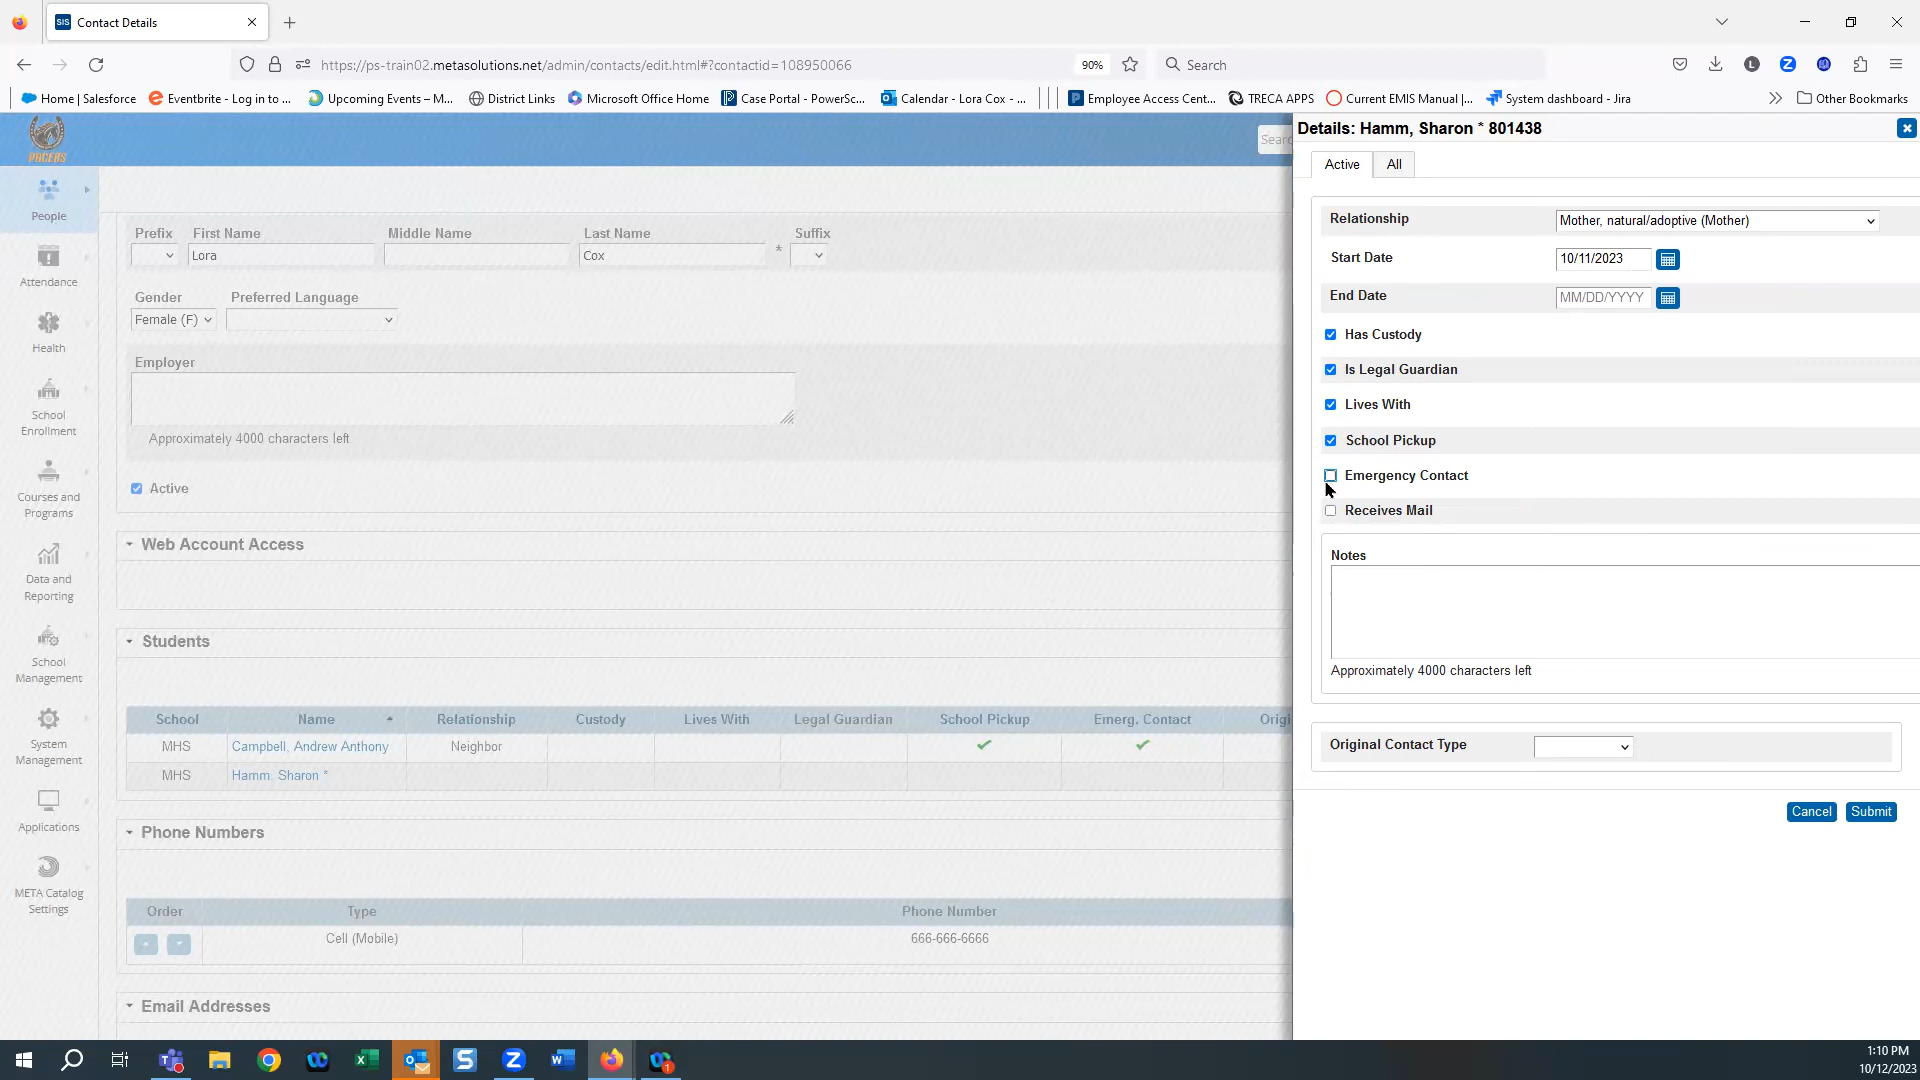 SIS Contact Details
https://ps-train02.metasolutions.net/admin/contacts/edit.html#?contactid=108950066
90%
Search
Home | Salesforce
Eventbrite - Log in to ...
Upcoming Events – M...
District Links
Microsoft Office Home
Case Portal - PowerSc...
Calendar - Lora Cox - ...
Employee Access Cent...
TRECA APPS
Current EMIS Manual |...
System dashboard - Jira
Other Bookmarks
PACERS
Sear
Details: Hamm, Sharon * 801438
Active
All
People
Attendance
Health
School
Enrollment
Courses and
Programs
Data and
Reporting
School
Management
System
Management
Applications
META Catalog
Settings
Prefix First Name Middle Name Last Name Suffix
Lora Cox *
Gender Preferred Language
Female (F)
Employer
Approximately 4000 characters left
Active
Web Account Access
Students
School Name Relationship Custody Lives With Legal Guardian School Pickup Emerg. Contact Origi
MHS Campbell, Andrew Anthony Neighbor
MHS Hamm, Sharon *
Phone Numbers
Order Type Phone Number
Cell (Mobile) 666-666-6666
Email Addresses
Relationship Mother, natural/adoptive (Mother)
Start Date 10/11/2023
End Date MM/DD/YYYY
Has Custody
Is Legal Guardian
Lives With
School Pickup
Emergency Contact
Receives Mail
Notes
Approximately 4000 characters left
Original Contact Type
Cancel Submit
1:10 PM
10/12/2023